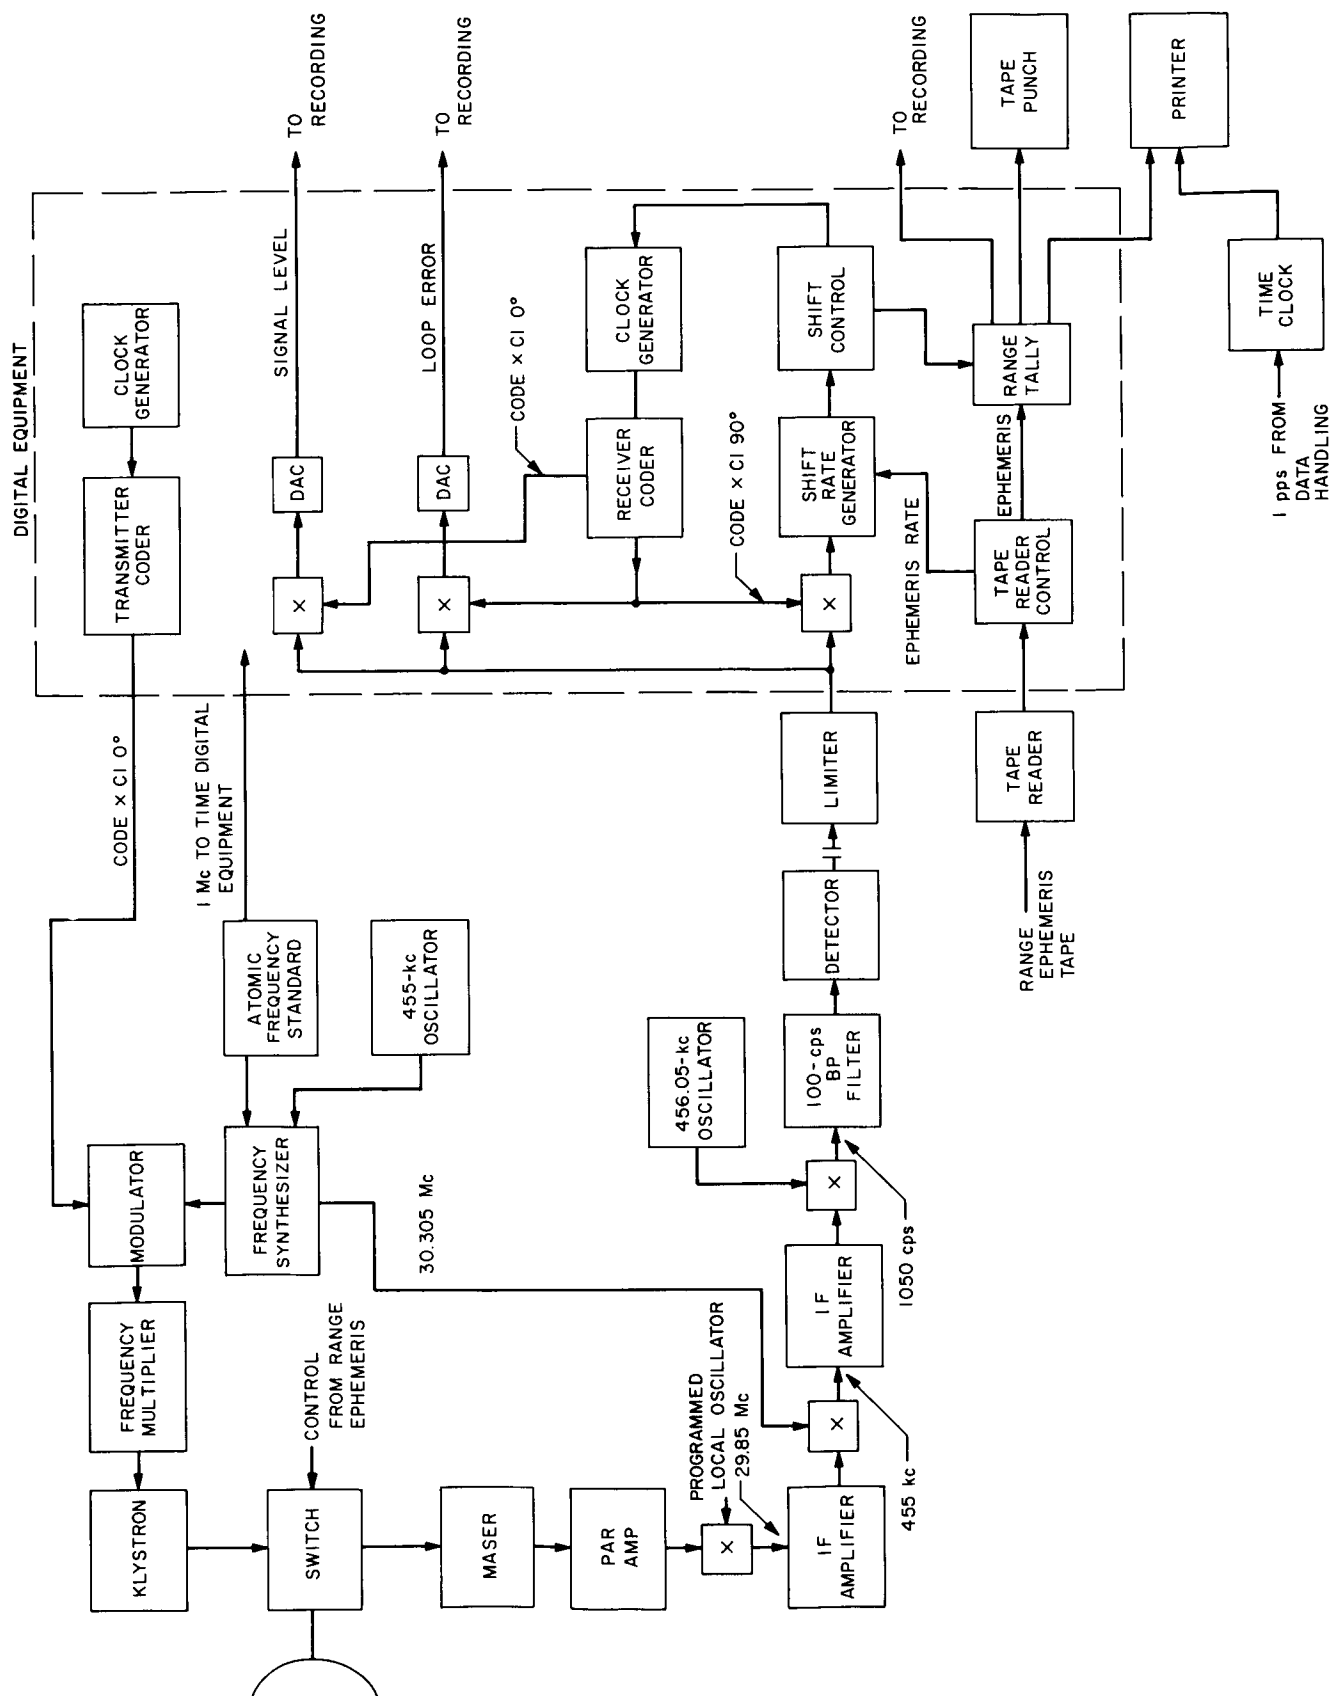 DIGITAL EQUIPMENT
CLOCK
GENERATOR
TRANSMITTER
CODER
CODE × CI 0°
MODULATOR
FREQUENCY
MULTIPLIER
KLYSTRON
SWITCH
CONTROL
FROM RANGE
EPHEMERIS
FREQUENCY
SYNTHESIZER
ATOMIC
FREQUENCY
STANDARD
1 Mc TO TIME DIGITAL
EQUIPMENT
455-kc
OSCILLATOR
30.305 Mc
MASER
PAR
AMP
PROGRAMMED
LOCAL OSCILLATOR
×
29.85 Mc
IF
AMPLIFIER
×
455 kc
IF
AMPLIFIER
×
1050 cps
456.05-kc
OSCILLATOR
100-cps
BP
FILTER
DETECTOR
LIMITER
×
DAC
SIGNAL LEVEL
TO
RECORDING
×
DAC
LOOP ERROR
TO
RECORDING
CODE × CI 0°
RECEIVER
CODER
CLOCK
GENERATOR
CODE × CI 90°
×
SHIFT
RATE
GENERATOR
SHIFT
CONTROL
EPHEMERIS RATE
RANGE
EPHEMERIS
TAPE
TAPE
READER
TAPE
READER
CONTROL
EPHEMERIS
RANGE
TALLY
TO
RECORDING
TAPE
PUNCH
PRINTER
TIME
CLOCK
1 pps FROM
DATA
HANDLING